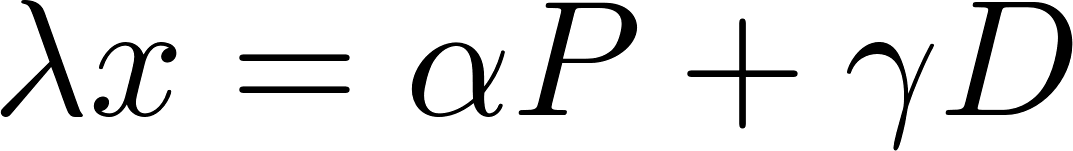 λx = αP + γD